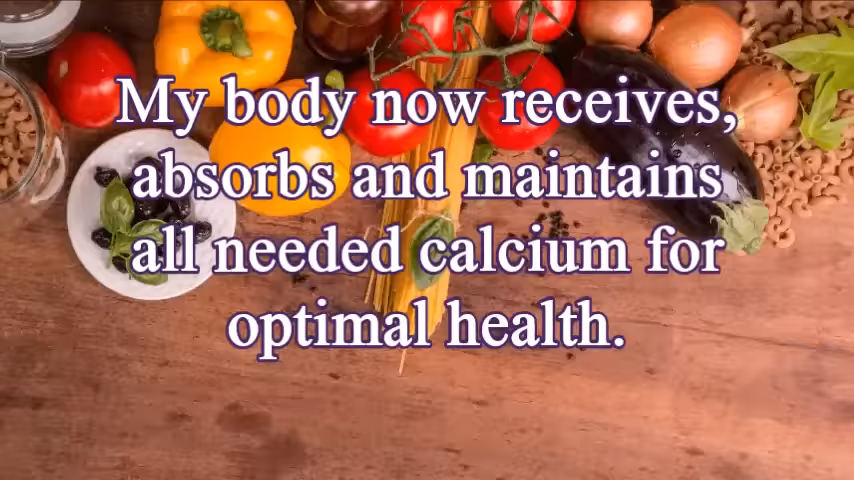 My body now receives,
absorbs and maintains
all needed calcium for
optimal health.